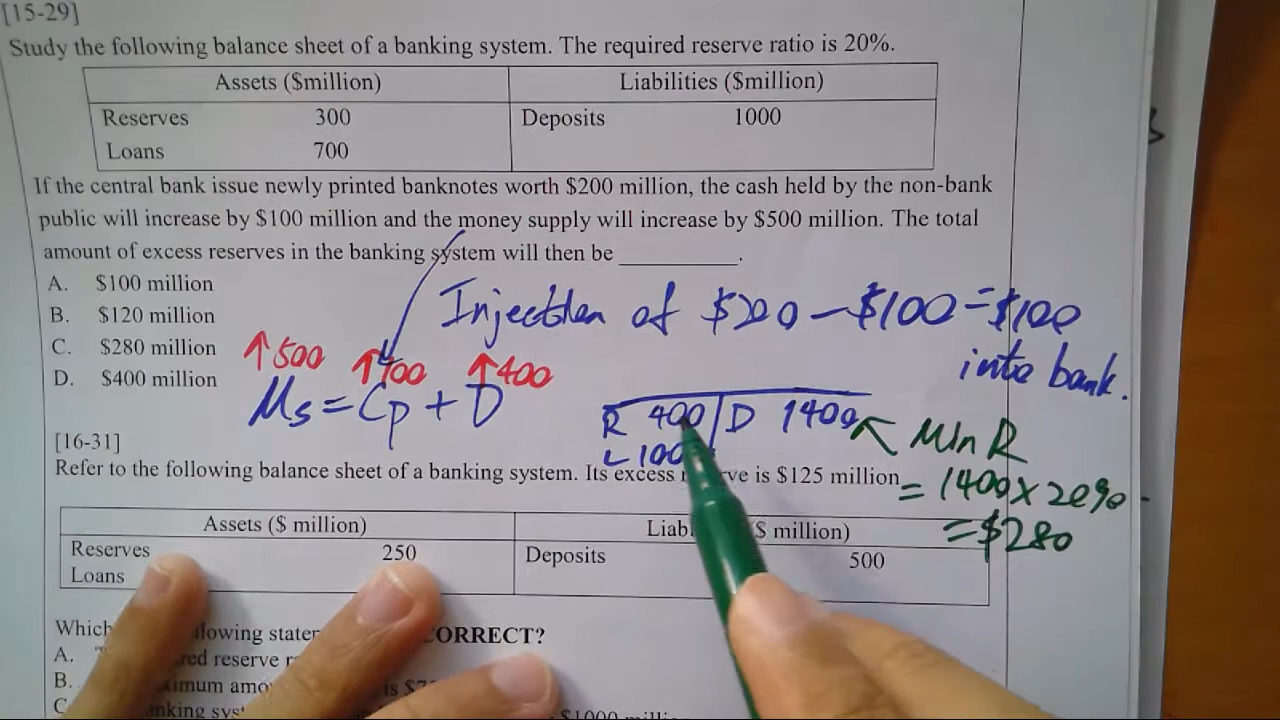 [15-29]
Study the following balance sheet of a banking system. The required reserve ratio is 20%.
Assets ($million) Liabilities ($million)
Reserves 300 Deposits 1000
Loans 700
If the central bank issue newly printed banknotes worth $200 million, the cash held by the non-bank
public will increase by $100 million and the money supply will increase by $500 million. The total
amount of excess reserves in the banking system will then be __________.
A. $100 million
B. $120 million
C. $280 million
D. $400 million
Injection of $200 - $100 = $100
into bank.
↑500 ↑100 ↑400
Ms = Cp + D
R 400 D 1400
L 100
Min R
= 1400 x 20%
= $280
[16-31]
Refer to the following balance sheet of a banking system. Its excess is $125 million
Assets ($ million) $ million)
Reserves 250 Deposits 500
Loans
Which CORRECT?
A.
B. is
C
$1000